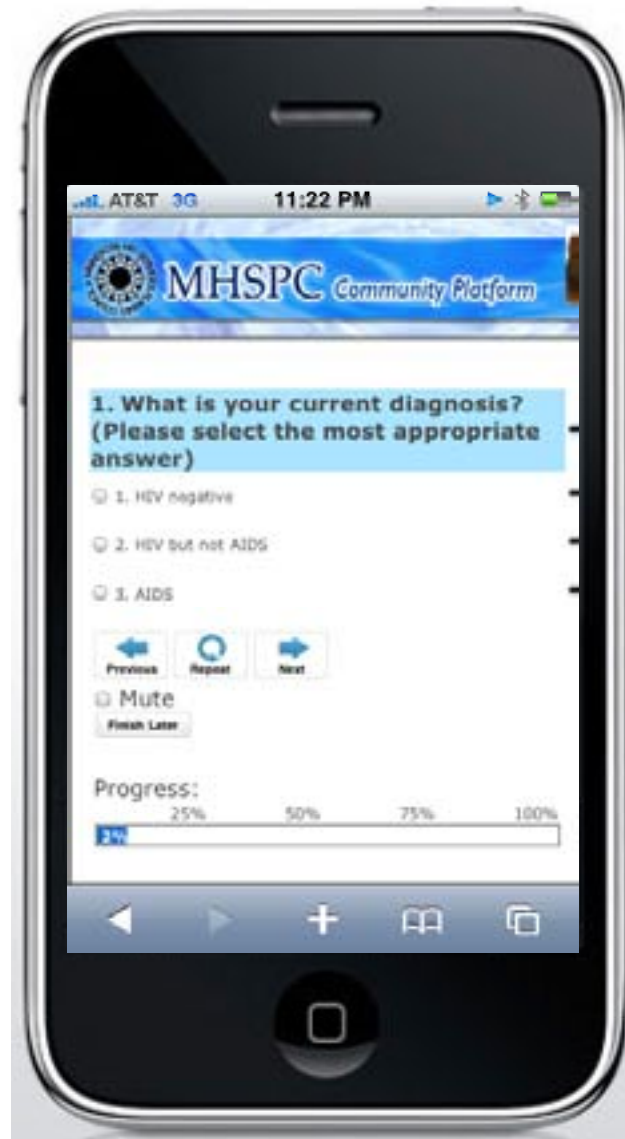 AT&T 3G 11:22 PM
MHSPC Community Platform
1. What is your current diagnosis?
(Please select the most appropriate
answer)
1. HIV negative
2. HIV but not AIDS
3. AIDS
Previous Repeat Next
Mute
Finish Later
Progress:
25% 50% 75% 100%
2%